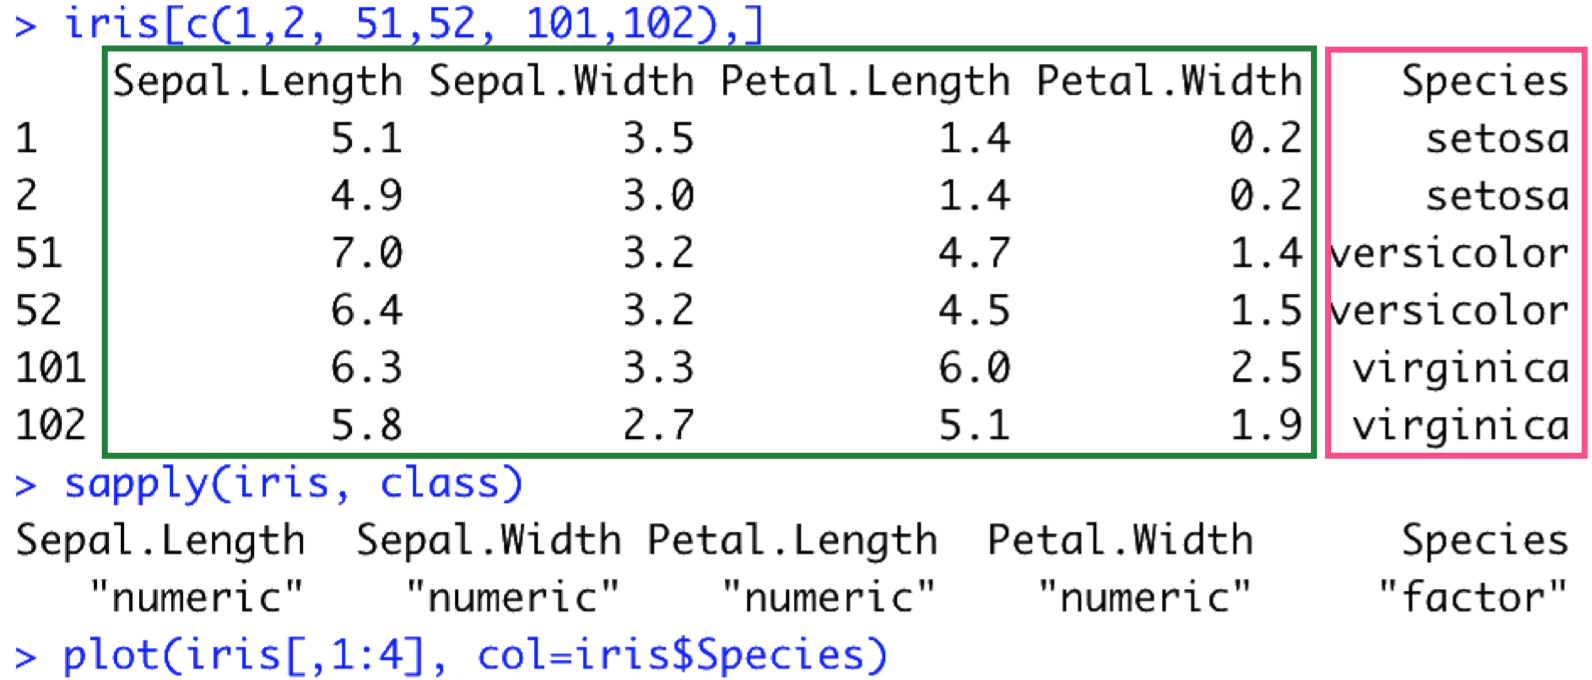 > iris[c(1,2, 51,52, 101,102),]
Sepal.Length Sepal.Width Petal.Length Petal.Width Species
1 5.1 3.5 1.4 0.2 setosa
2 4.9 3.0 1.4 0.2 setosa
51 7.0 3.2 4.7 1.4 versicolor
52 6.4 3.2 4.5 1.5 versicolor
101 6.3 3.3 6.0 2.5 virginica
102 5.8 2.7 5.1 1.9 virginica
> sapply(iris, class)
Sepal.Length Sepal.Width Petal.Length Petal.Width Species
"numeric" "numeric" "numeric" "numeric" "factor"
> plot(iris[,1:4], col=iris$Species)